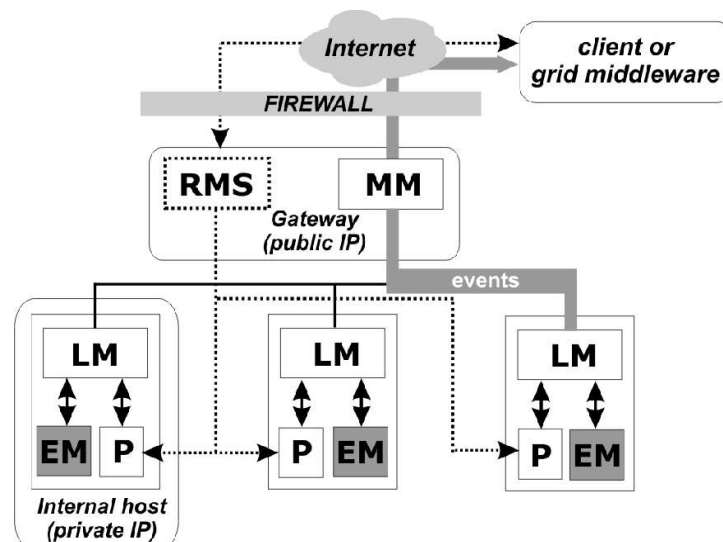 Internet
client or
grid middleware
FIREWALL
RMS
MM
Gateway
(public IP)
events
LM
LM
LM
EM
P
P
EM
P
EM
Internal host
(private IP)